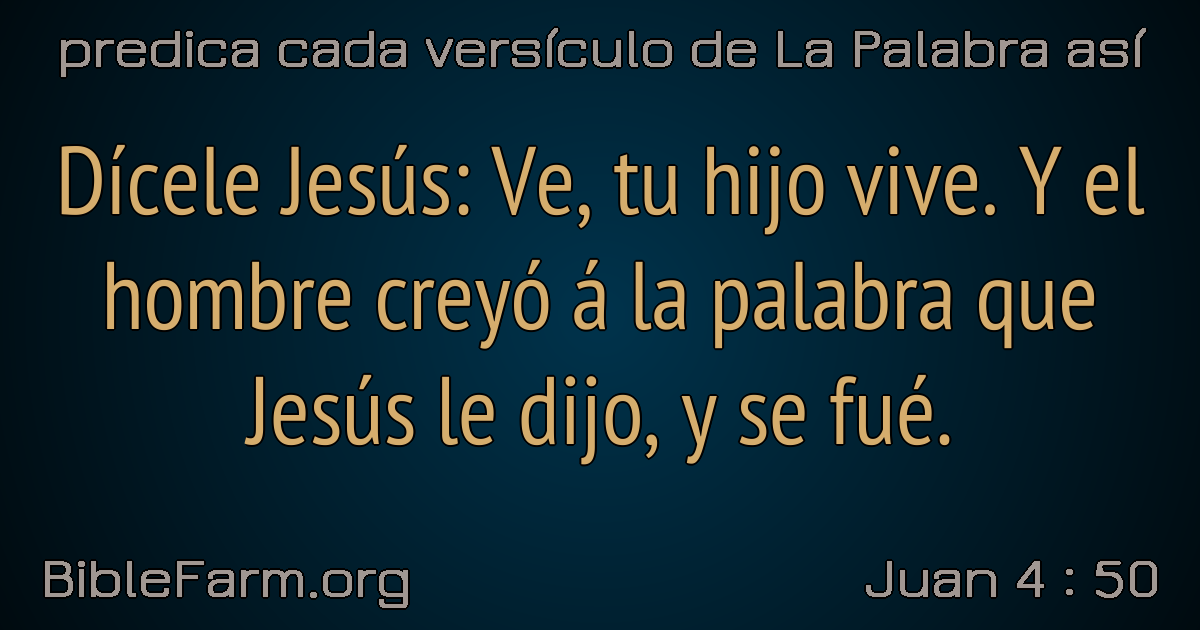 predica cada versículo de La Palabra así
Dícele Jesús: Ve, tu hijo vive. Y el
hombre creyó á la palabra que
Jesús le dijo, y se fué.
BibleFarm.org
Juan 4 : 50